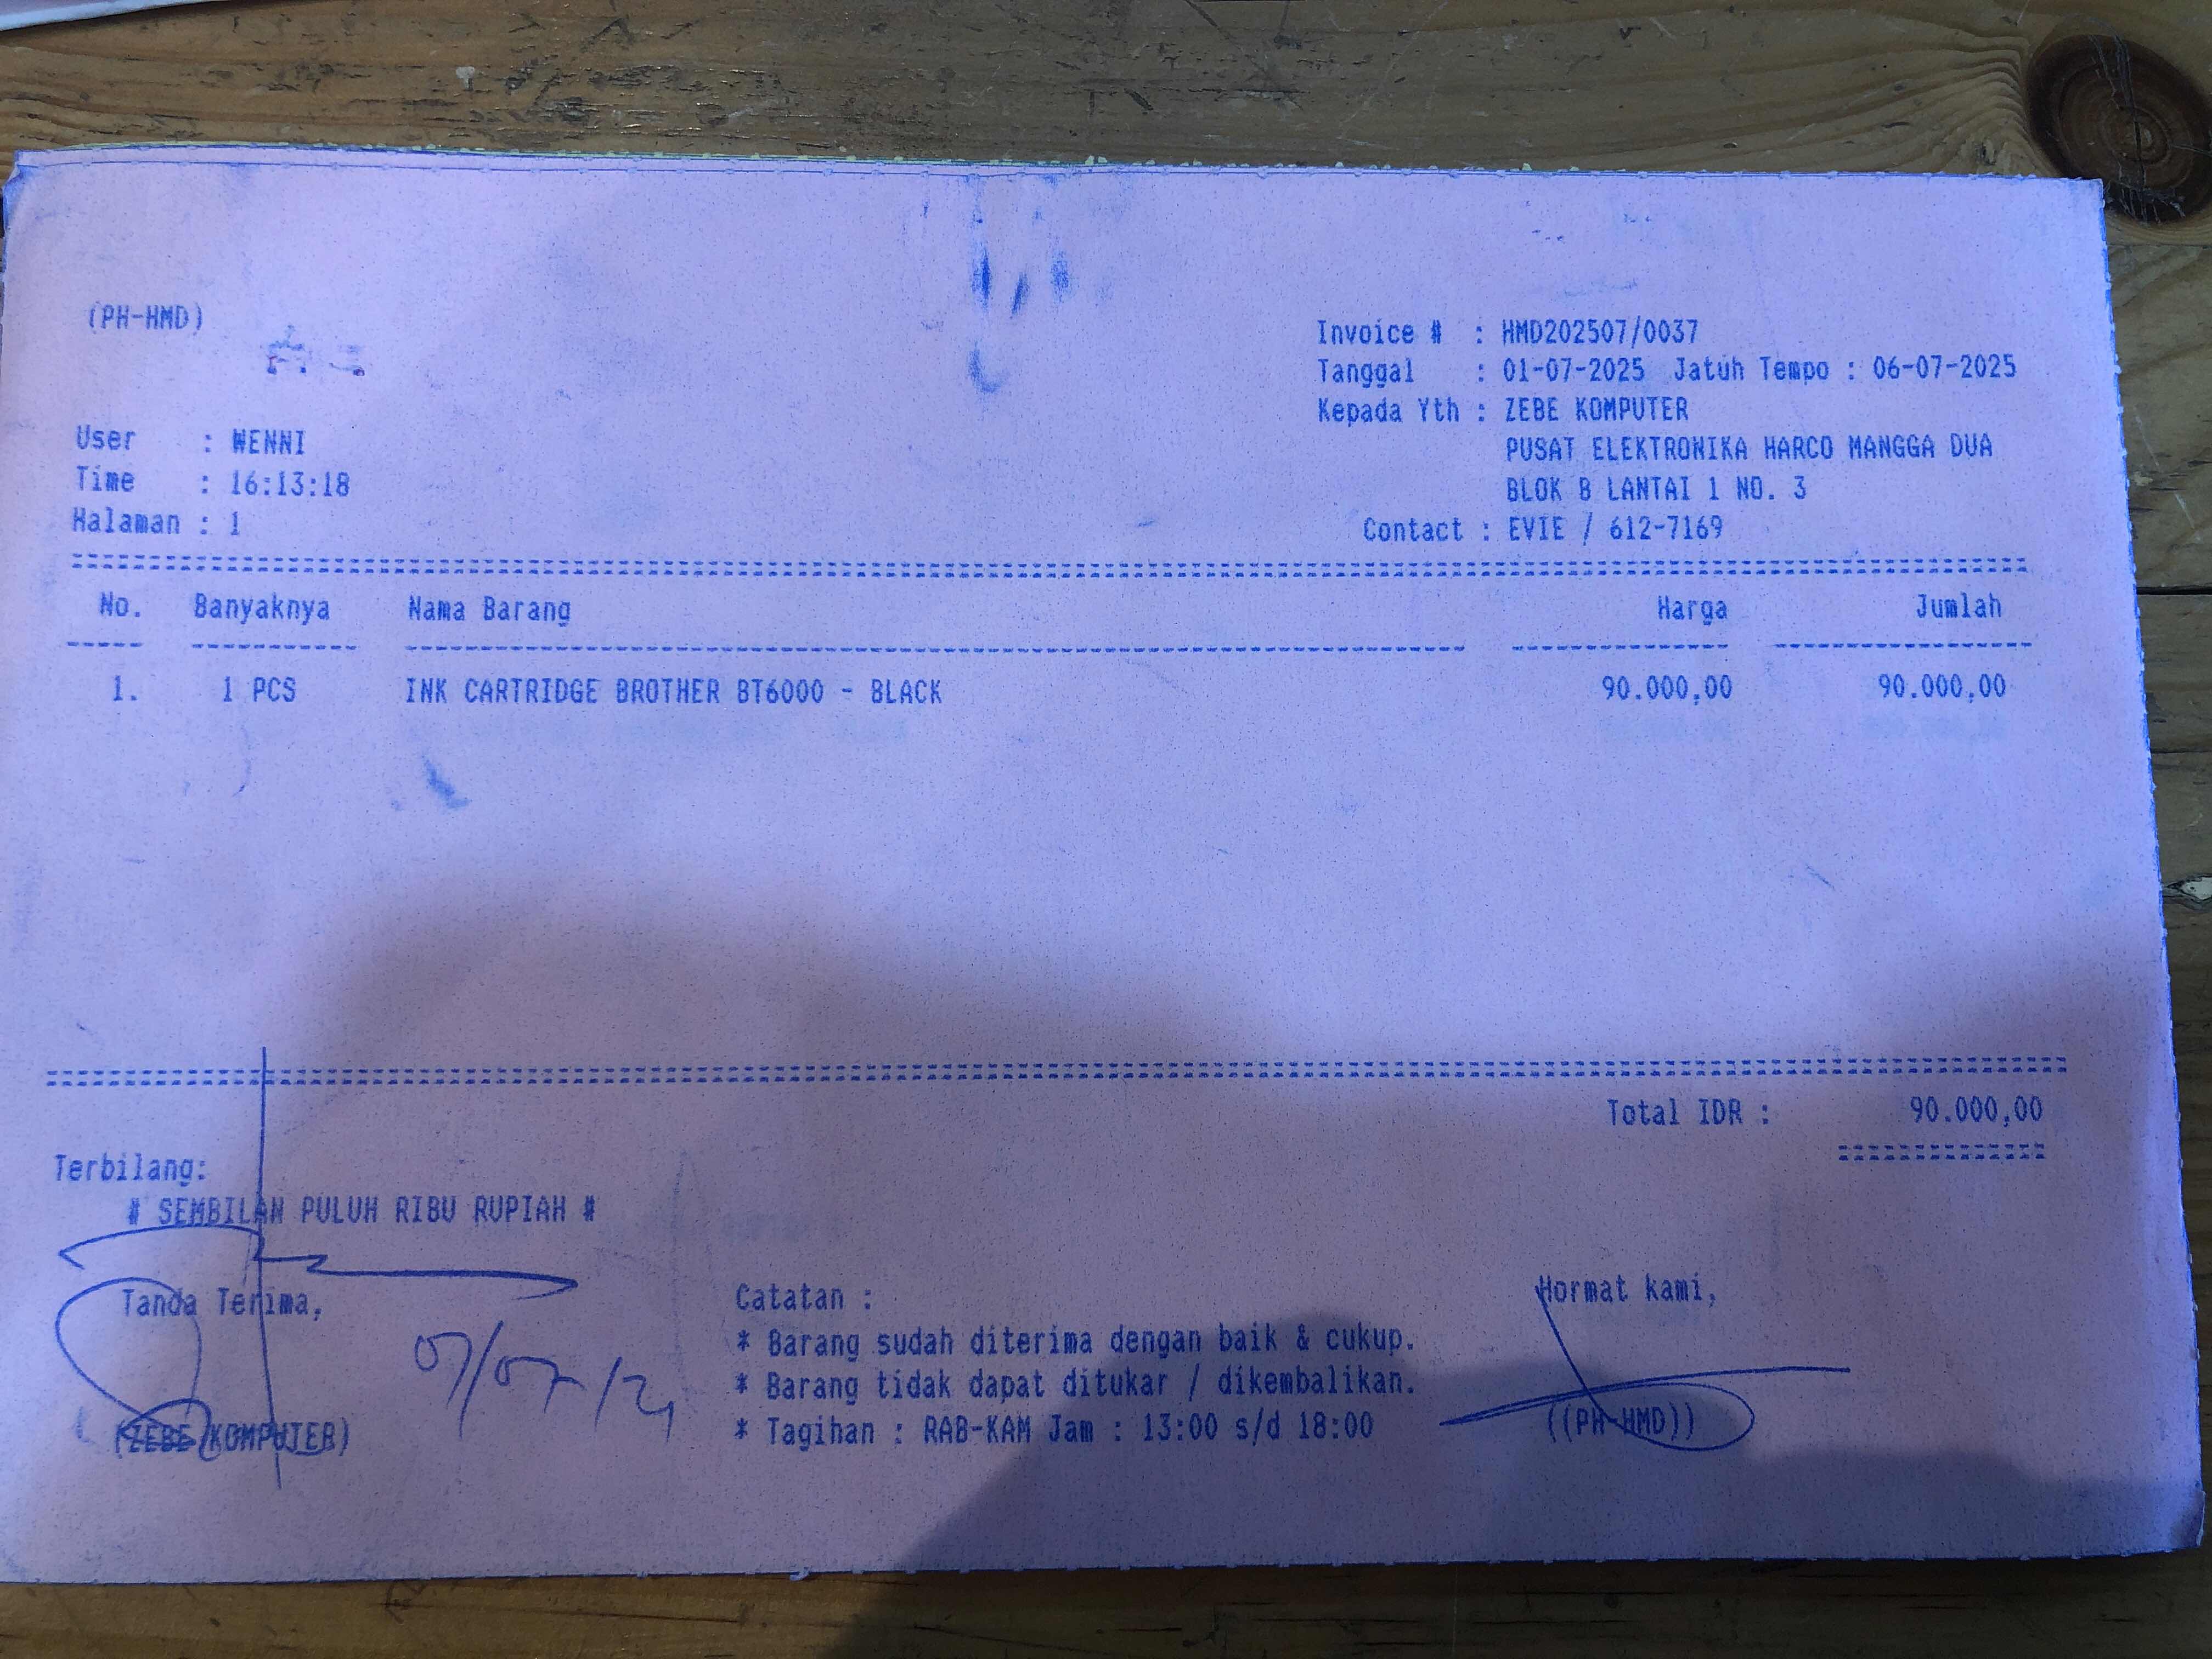 (PH-HMD)
Invoice # : HMD202507/0037
Tanggal : 01-07-2025 Jatuh Tempo : 06-07-2025
Kepada Yth : ZEBE KOMPUTER
User : WENNI
PUSAT ELEKTRONIKA HARCO MANGGA DUA
Time : 16:13:18
BLOK B LANTAI 1 NO. 3
Halaman : 1
Contact : EVIE / 612-7169
No. Banyaknya Nama Barang Harga Jumlah
1. 1 PCS INK CARTRIDGE BROTHER BT6000 - BLACK 90.000,00 90.000,00
Total IDR : 90.000,00
Terbilang:
# SEMBILAN PULUH RIBU RUPIAH #
Tanda Terima,
(ZEBE KOMPUTER)
Catatan :
* Barang sudah diterima dengan baik & cukup.
* Barang tidak dapat ditukar / dikembalikan.
* Tagihan : RAB-KAM Jam : 13:00 s/d 18:00
Hormat kami,
((PH-HMD))